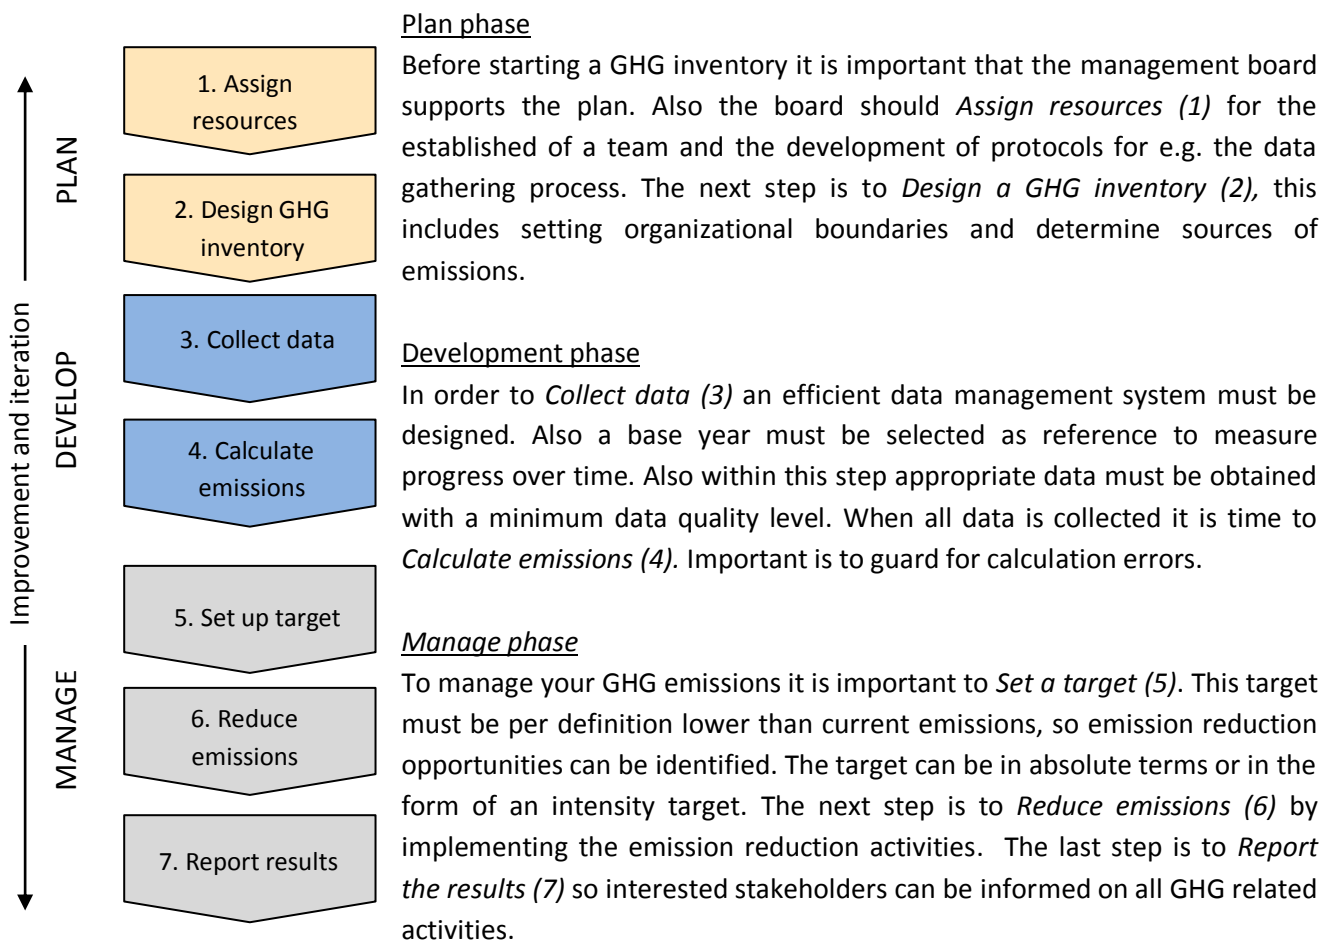 Improvement and iteration
PLAN
DEVELOP
MANAGE
1. Assign
resources
2. Design GHG
inventory
3. Collect data
4. Calculate
emissions
5. Set up target
6. Reduce
emissions
7. Report results
Plan phase
Before starting a GHG inventory it is important that the management board
supports the plan. Also the board should Assign resources (1) for the
established of a team and the development of protocols for e.g. the data
gathering process. The next step is to Design a GHG inventory (2), this
includes setting organizational boundaries and determine sources of
emissions.
Development phase
In order to Collect data (3) an efficient data management system must be
designed. Also a base year must be selected as reference to measure
progress over time. Also within this step appropriate data must be obtained
with a minimum data quality level. When all data is collected it is time to
Calculate emissions (4). Important is to guard for calculation errors.
Manage phase
To manage your GHG emissions it is important to Set a target (5). This target
must be per definition lower than current emissions, so emission reduction
opportunities can be identified. The target can be in absolute terms or in the
form of an intensity target. The next step is to Reduce emissions (6) by
implementing the emission reduction activities. The last step is to Report
the results (7) so interested stakeholders can be informed on all GHG related
activities.